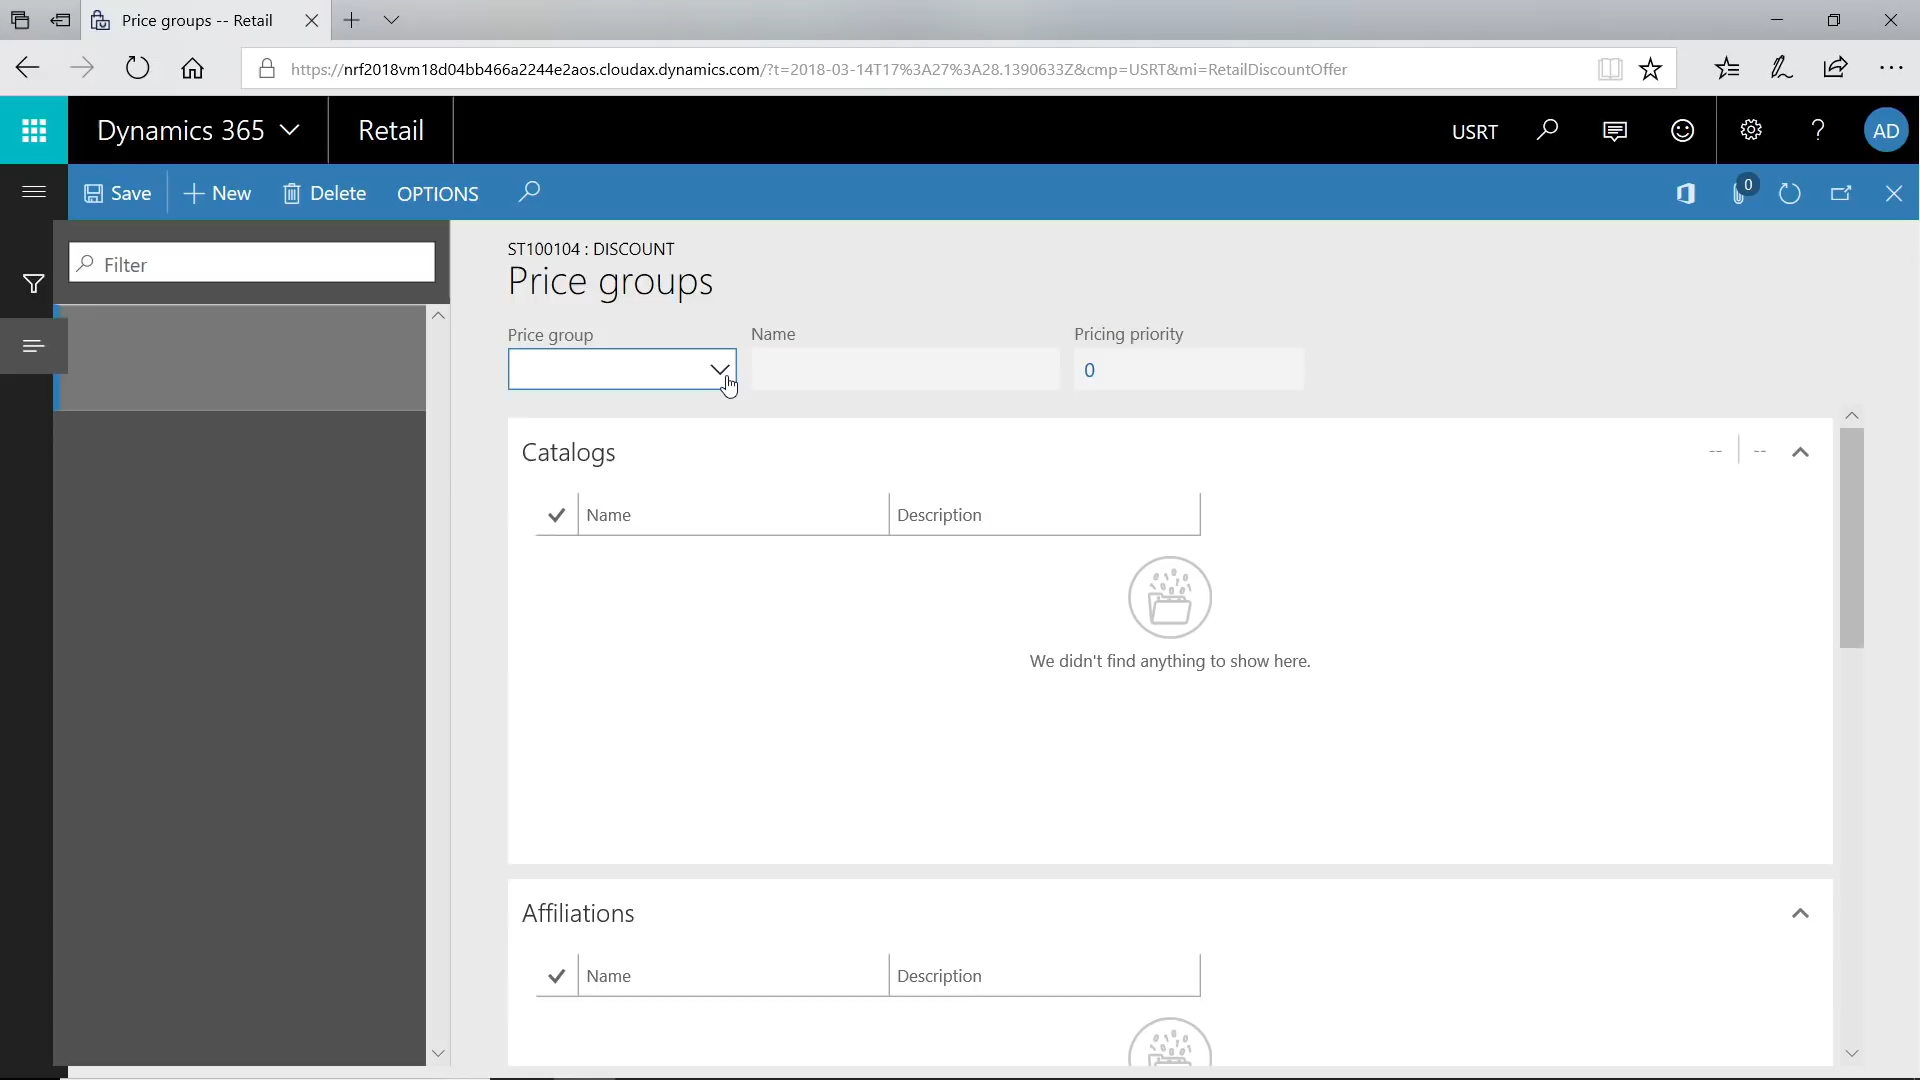 Price groups -- Retail
https://nrf2018vm18d04bb466a2244e2aos.cloudax.dynamics.com/?t=2018-03-14T17%3A27%3A28.1390633Z&cmp=USRT&mi=RetailDiscountOffer
Dynamics 365 Retail USRT ? AD
Save New Delete OPTIONS 0
Filter
ST100104 : DISCOUNT
Price groups
Price group Name Pricing priority
0
Catalogs -- --
Name Description
We didn't find anything to show here.
Affiliations
Name Description